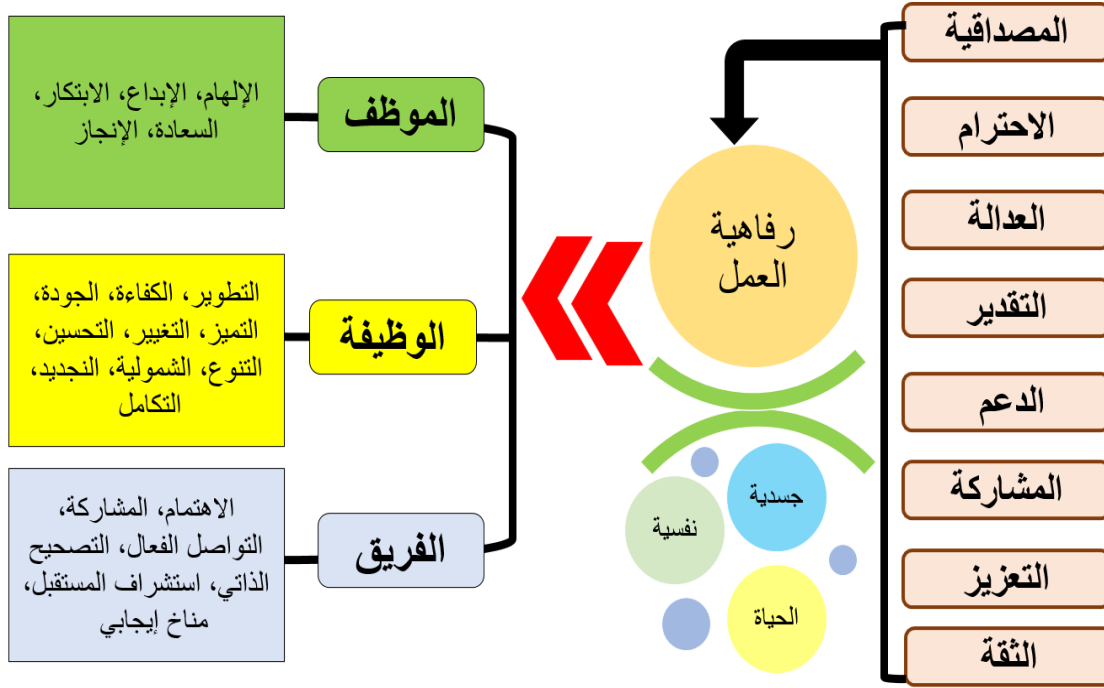 المصداقية
الاحترام
العدالة
التقدير
الدعم
المشاركة
التعزيز
الثقة
رفاهية
العمل
جسدية
نفسية
الحياة
الموظف
الإلهام، الإبداع، الابتكار،
السعادة، الإنجاز
الوظيفة
التطوير، الكفاءة، الجودة،
التميز، التغيير، التحسين،
التنوع، الشمولية، النجديد،
التكامل
الفريق
الاهتمام، المشاركة،
التواصل الفعال، التصحيح
الذاتي، استشراف المستقبل،
مناخ إيجابي